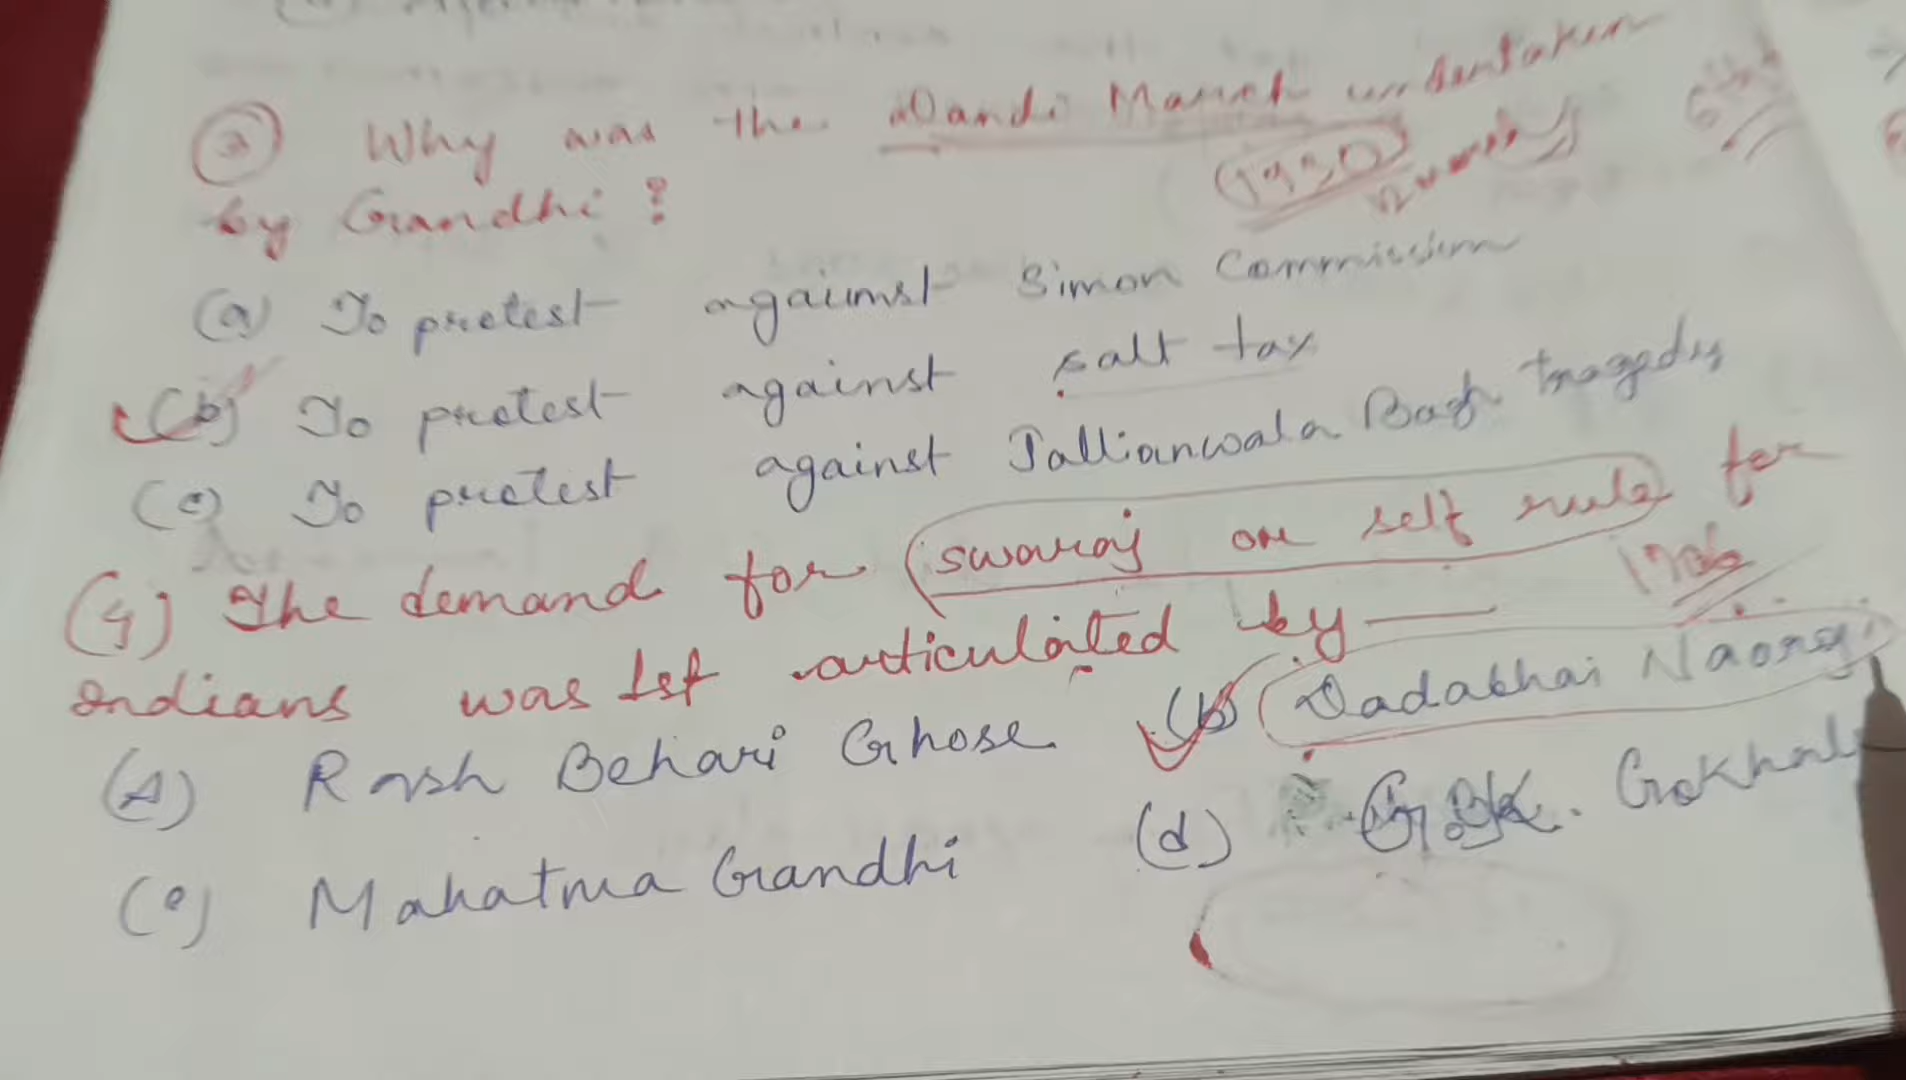 (3) Why was the Dandi March undertaken
(1930)
by Gandhi ?
(a) To protest against Simon Commission
(b) To protest against salt tax
(c) To protest against Jallianwala Bagh tragedy
(4) The demand for swaraj or self rule for
1906
Indians was 1st articulated by —
(A) Rash Behari Ghose (b) Dadabhai Naoroji
(c) Mahatma Gandhi (d) G.K. Gokhale